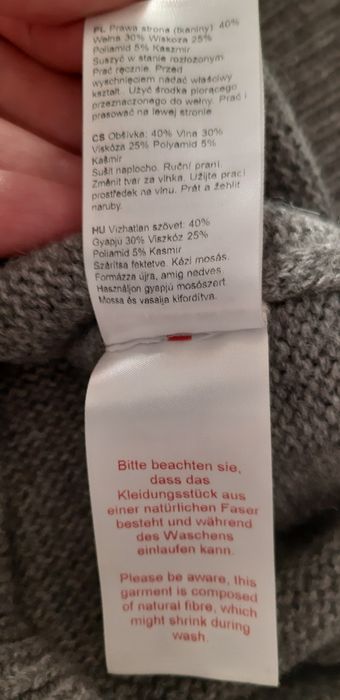 PL Prawa strona (tkaniny): 40%
Wełna 30% Wiskoza 25%
Poliamid 5% Kaszmir
Suszyć w stanie rozłożonym
Prać ręcznie. Przed
wyschnięciem nadać właściwy
kształt.. Użyć środka piorącego
przeznaczonego do wełny. Prać i
prasować na lewej stronie
CS Obšívka: 40% Vlna 30%
Viskóza 25% Polyamid 5%
Kašmír
Sušit naplocho. Ruční praní.
Změnit tvar za vlhka. Užijte prací
prostředek na vlnu. Prát a žehlit
naruby.
HU Vízhatlan szövet: 40%
Gyapjú 30% Viszkóz 25%
Poliamid 5% Kasmír
Szárítsa fektetve. Kézi mosás.
Formázza újra, amíg nedves
Használjon gyapjú mosószert
Mossa és vasalja kifordítva.
Bitte beachten sie,
dass das
Kleidungsstück aus
einer natürlichen Faser
besteht und während
des Waschens
einlaufen kann.
Please be aware, this
garment is composed
of natural fibre, which
might shrink during
wash.